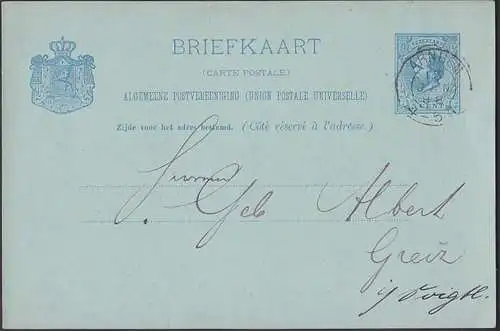 BRIEFKAART
(CARTE POSTALE)
ALGEMEENE POSTVEREENIGING (UNION POSTALE UNIVERSELLE)
Zijde voor het adres bestemd. (Côté réservé à l'adresse.)
NEDERLAND
Herren
Geb Albert
Greiz
i/ Voigtl.